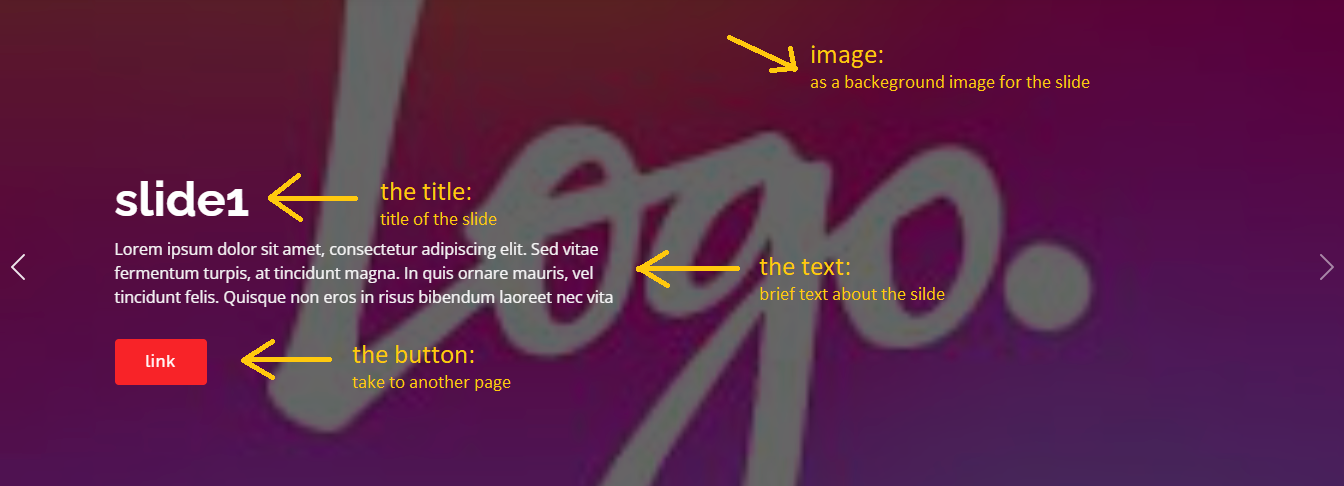 image:
as a backeground image for the slide
Logo.
slide1
the title:
title of the slide
Lorem ipsum dolor sit amet, consectetur adipiscing elit. Sed vitae
fermentum turpis, at tincidunt magna. In quis ornare mauris, vel
tincidunt felis. Quisque non eros in risus bibendum laoreet nec vita
the text:
brief text about the silde
link
the button:
take to another page